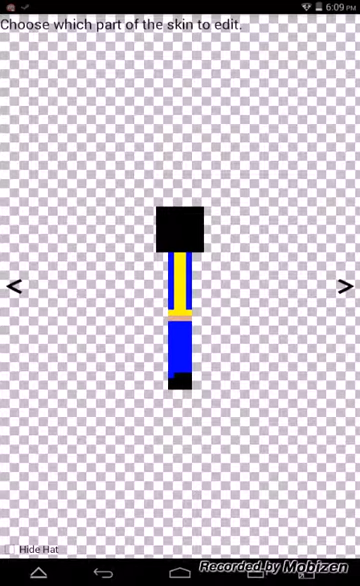 6:09 PM
Choose which part of the skin to edit.
< >
Hide Hat
Recorded by Mobizen